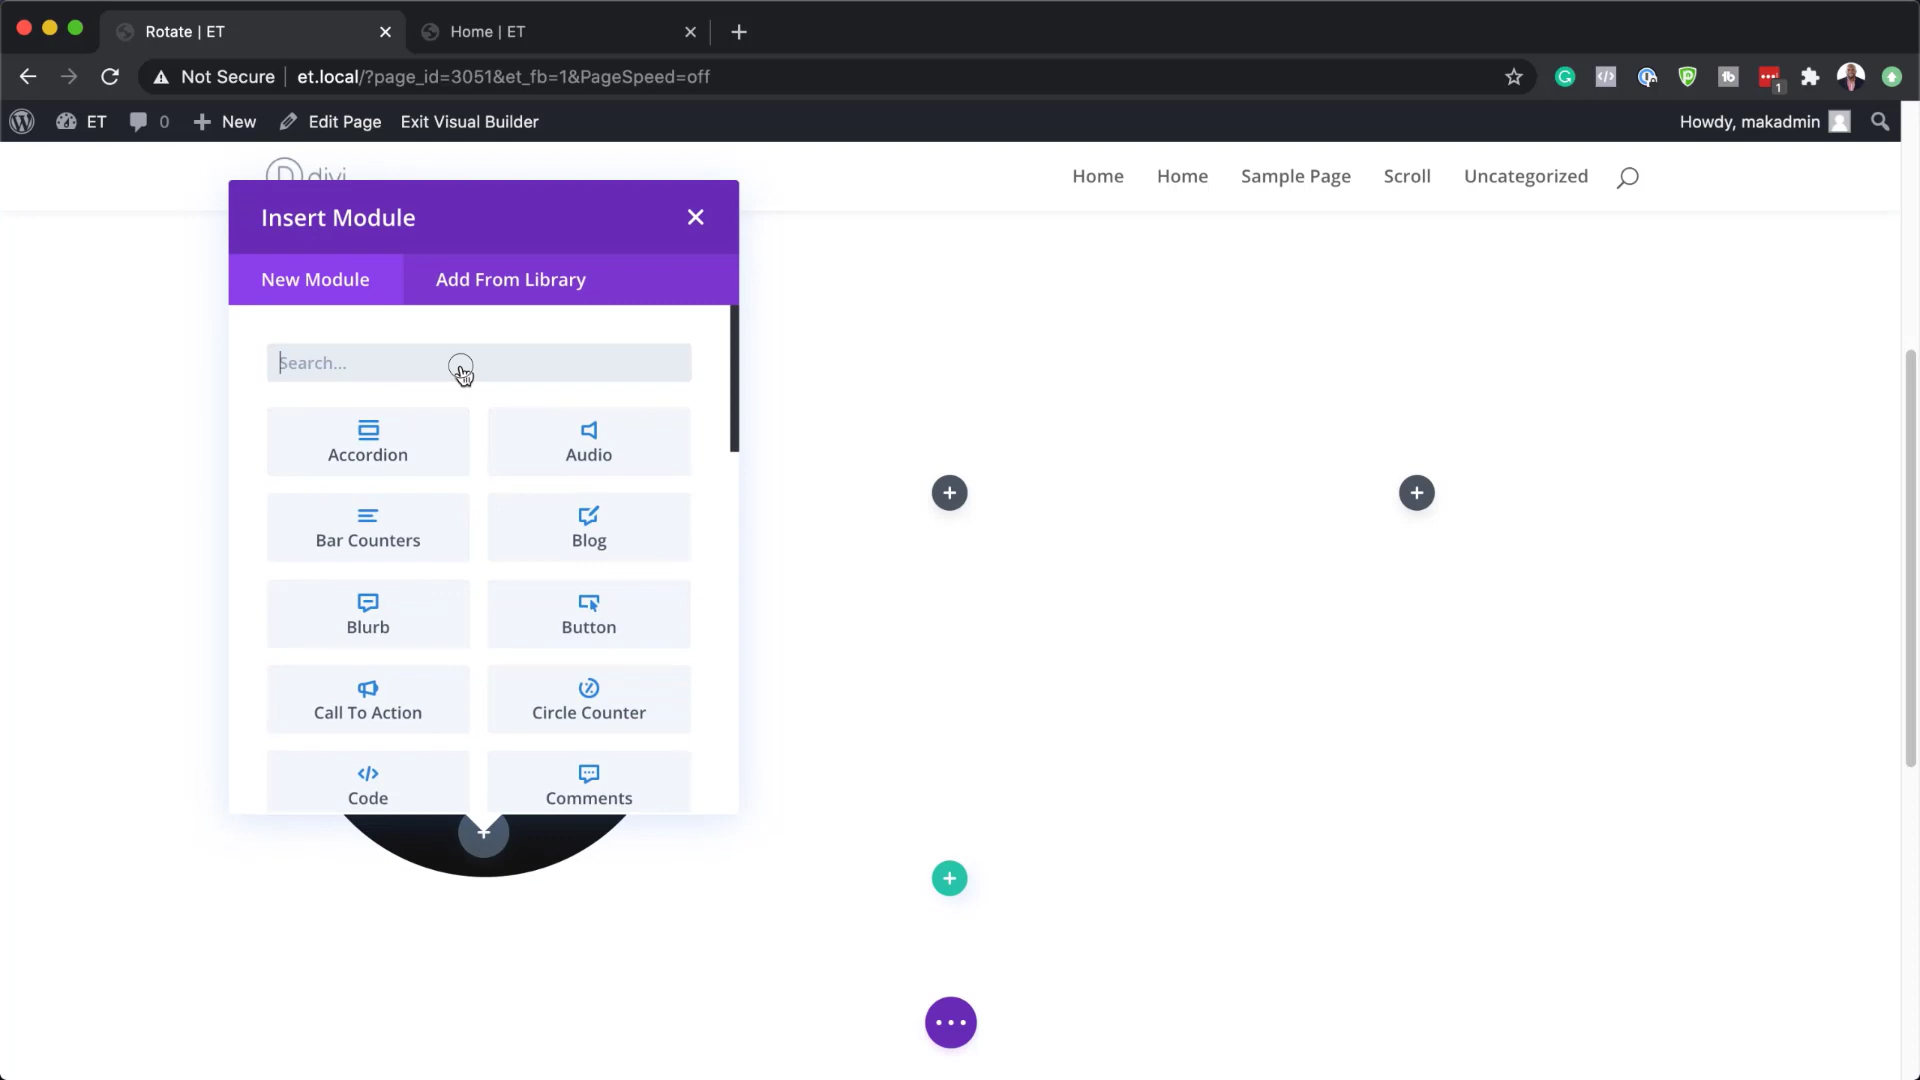 Rotate | ET
Home | ET
Not Secure
et.local/?page_id=3051&et_fb=1&PageSpeed=off
1
ET
0
New
Edit Page
Exit Visual Builder
Howdy, makadmin
divi
Home
Home
Sample Page
Scroll
Uncategorized
Insert Module
New Module
Add From Library
Search...
Accordion
Audio
Bar Counters
Blog
Blurb
Button
Call To Action
Circle Counter
Code
Comments